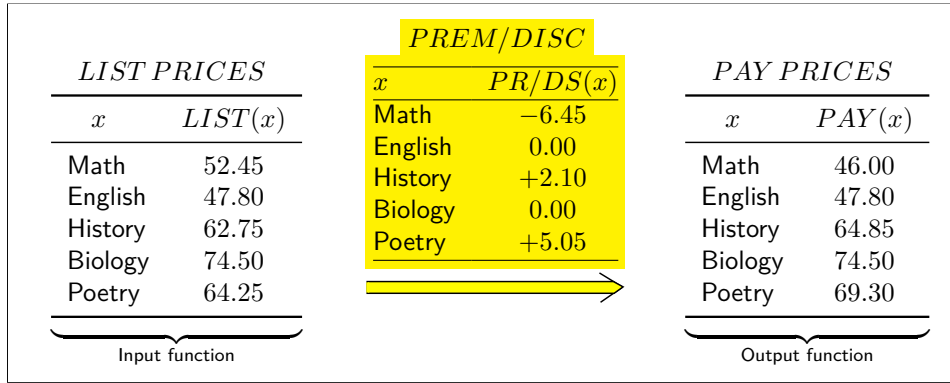 LIST PRICES
x LIST(x)
Math 52.45
English 47.80
History 62.75
Biology 74.50
Poetry 64.25
Input function
PREM/DISC
x PR/DS(x)
Math −6.45
English 0.00
History +2.10
Biology 0.00
Poetry +5.05
PAY PRICES
x PAY(x)
Math 46.00
English 47.80
History 64.85
Biology 74.50
Poetry 69.30
Output function